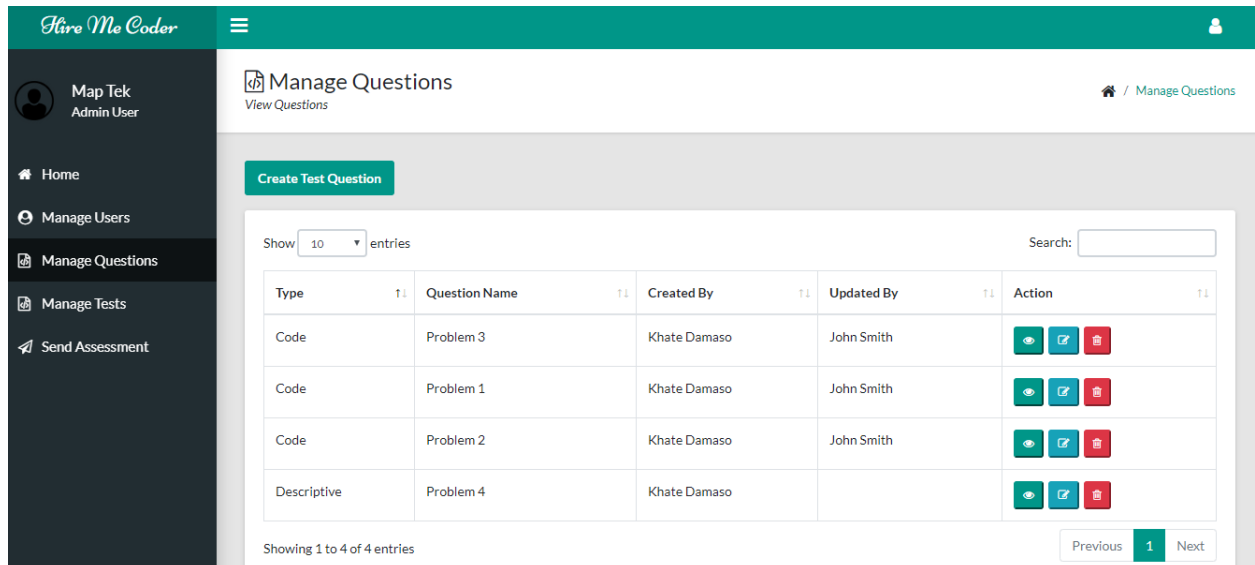 Hire Me Coder
Map Tek
Admin User
Home
Manage Users
Manage Questions
Manage Tests
Send Assessment
Manage Questions
View Questions
/ Manage Questions
Create Test Question
Show 10 entries
Search:
Type Question Name Created By Updated By Action
Code Problem 3 Khate Damaso John Smith
Code Problem 1 Khate Damaso John Smith
Code Problem 2 Khate Damaso John Smith
Descriptive Problem 4 Khate Damaso
Showing 1 to 4 of 4 entries
Previous 1 Next